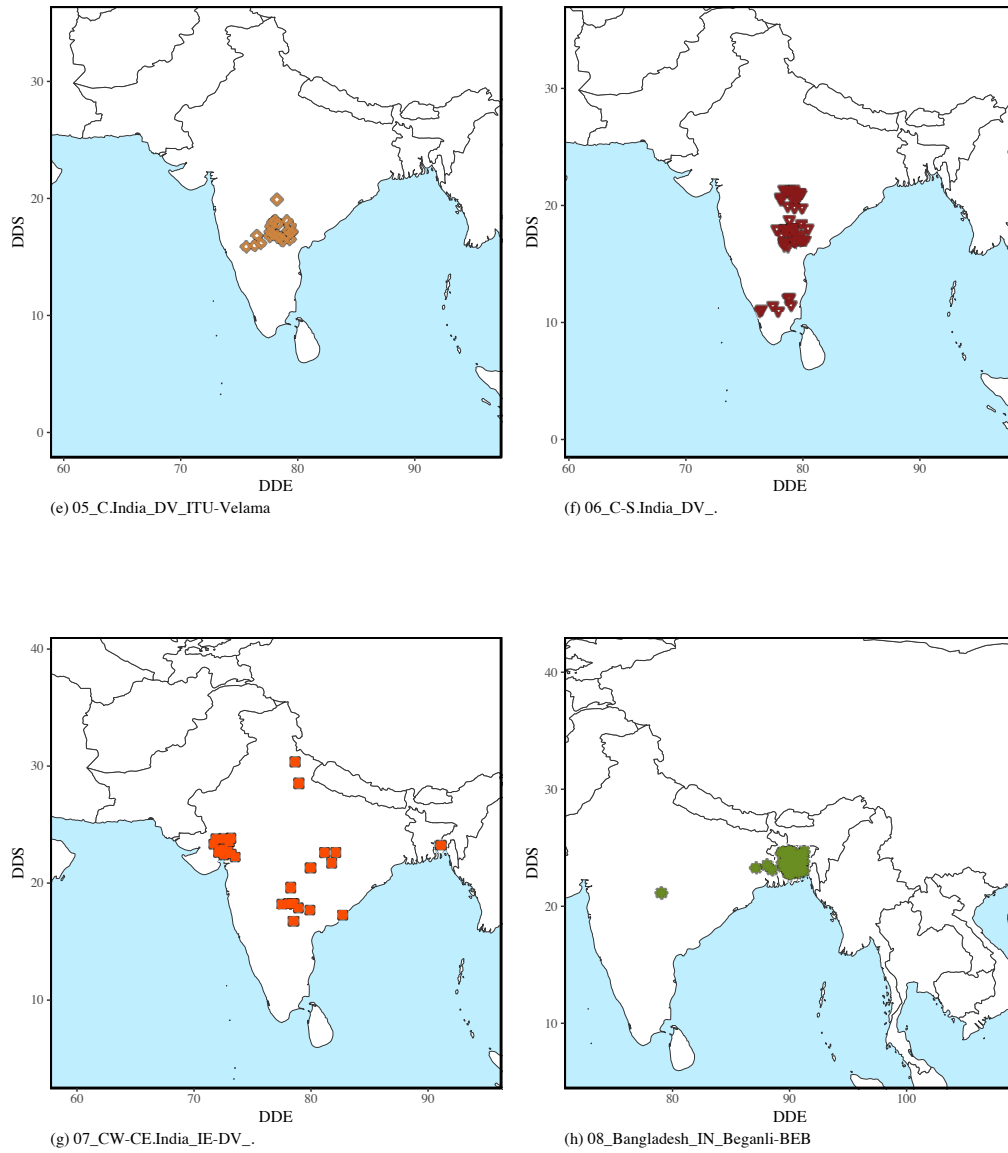 30
20
10
0
DDS
60
70
80
90
DDE
(e) 05_C.India_DV_ITU-Velama
30
20
10
0
DDS
60
70
80
90
DDE
(f) 06_C-S.India_DV_.
40
30
20
10
DDS
60
70
80
90
DDE
(g) 07_CW-CE.India_IE-DV_.
40
30
20
10
DDS
80
90
100
DDE
(h) 08_Bangladesh_IN_Beganli-BEB